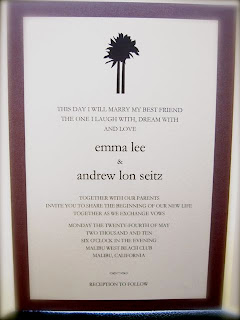 THIS DAY I WILL MARRY MY BEST FRIEND
THE ONE I LAUGH WITH, DREAM WITH
AND LOVE
emma lee
&
andrew lon seitz
TOGETHER WITH OUR PARENTS
INVITE YOU TO SHARE THE BEGINNING OF OUR NEW LIFE
TOGETHER AS WE EXCHANGE VOWS
MONDAY THE TWENTY-FOURTH OF MAY
TWO THOUSAND AND TEN
SIX O'CLOCK IN THE EVENING
MALIBU WEST BEACH CLUB
MALIBU, CALIFORNIA
RECEPTION TO FOLLOW